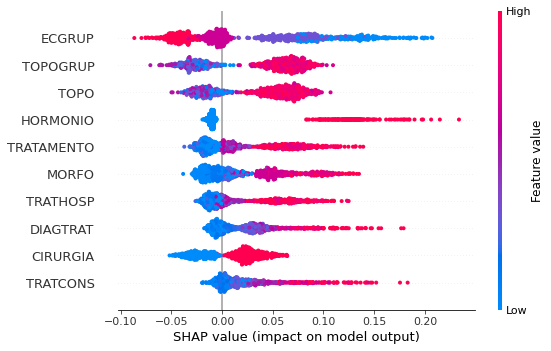 High
ECGRUP
TOPOGRUP
TOPO
HORMONIO
TRATAMENTO
MORFO
TRATHOSP
DIAGTRAT
CIRURGIA
TRATCONS
Feature value
Low
−0.10 −0.05 0.00 0.05 0.10 0.15 0.20
SHAP value (impact on model output)